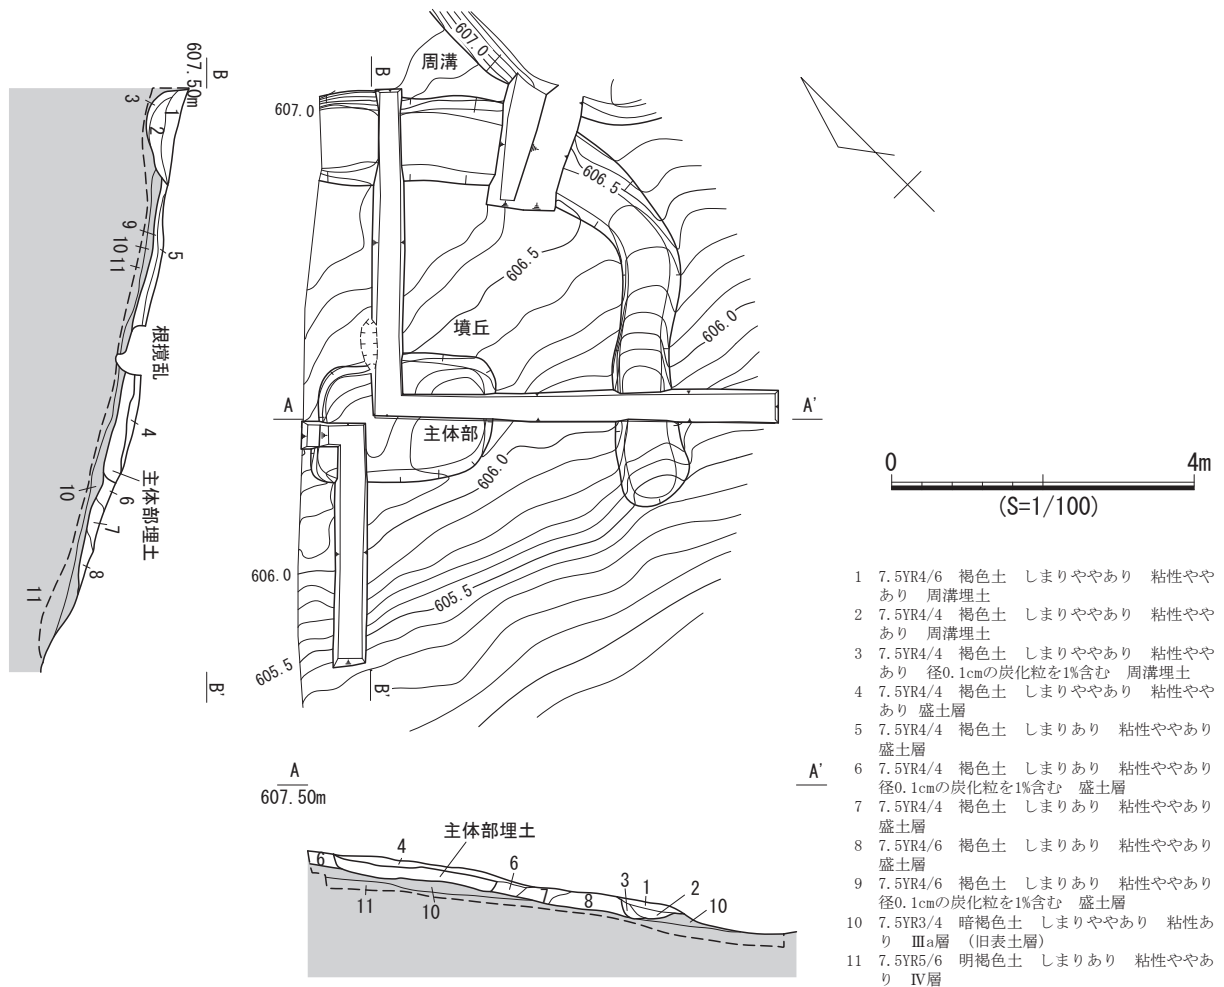 607.50m
B
3
1
2
9
10
11
5
根撹乱
4
主体部埋土
10
6
7
8
11
B'
周溝
607.0
B
607.0
606.5
606.5
墳丘
606.0
A
A'
主体部
606.0
606.0
605.5
605.5
B'
0
4m
(S=1/100)
A
A'
607.50m
主体部埋土
6
4
6
3
1
2
8
10
11
10
1 7.5YR4/6 褐色土 しまりややあり 粘性やや
あり 周溝埋土
2 7.5YR4/4 褐色土 しまりややあり 粘性やや
あり 周溝埋土
3 7.5YR4/4 褐色土 しまりややあり 粘性やや
あり 径0.1cmの炭化粒を1%含む 周溝埋土
4 7.5YR4/4 褐色土 しまりややあり 粘性やや
あり 盛土層
5 7.5YR4/4 褐色土 しまりあり 粘性ややあり
盛土層
6 7.5YR4/4 褐色土 しまりあり 粘性ややあり
径0.1cmの炭化粒を1%含む 盛土層
7 7.5YR4/4 褐色土 しまりあり 粘性ややあり
盛土層
8 7.5YR4/6 褐色土 しまりあり 粘性ややあり
盛土層
9 7.5YR4/6 褐色土 しまりあり 粘性ややあり
径0.1cmの炭化粒を1%含む 盛土層
10 7.5YR3/4 暗褐色土 しまりややあり 粘性あ
り Ⅲa層 (旧表土層)
11 7.5YR5/6 明褐色土 しまりあり 粘性ややあ
り Ⅳ層